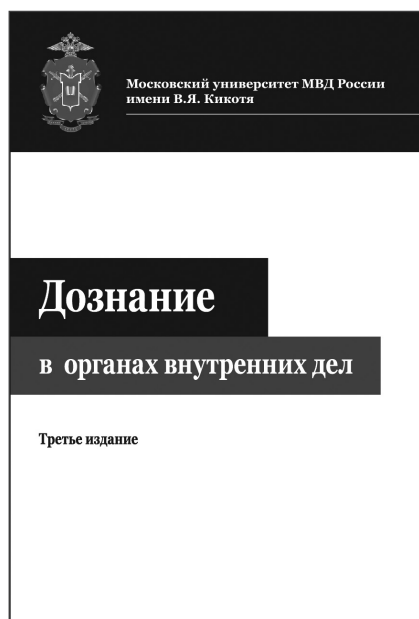 Московский университет МВД России
имени В.Я. Кикотя
Дознание
в органах внутренних дел
Третье издание